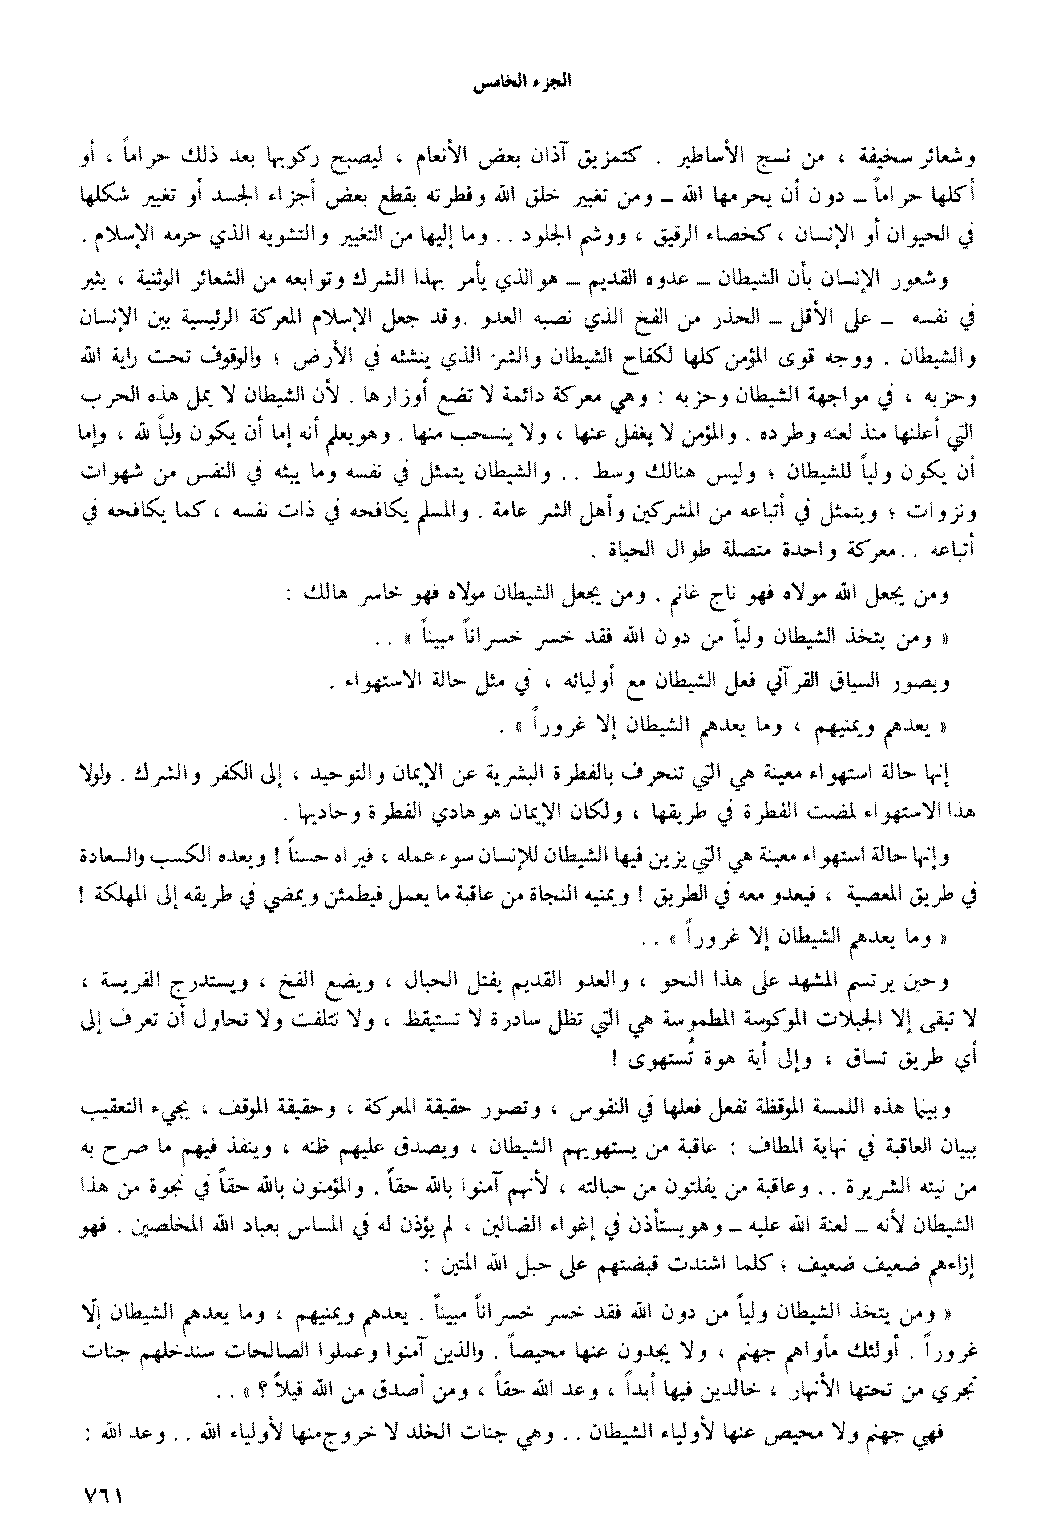 الجزء الخامس
وشعائر سخيفة ، من نسج الأساطير . كتمزيق آذان بعض الأنعام ، ليصبح ركوبها بعد ذلك حراماً ، أو
أكلها حراماً – دون أن يحرمها الله – ومن تغيير خلق الله وفطرته بقطع بعض أجزاء الجسد أو تغيير شكلها
في الحيوان أو الإنسان ، كخصاء الرقيق ، ووشم الجلود .. وما إليها من التغيير والتشويه الذي حرمه الإسلام .
وشعور الإنسان بأن الشيطان – عدوه القديم – هو الذي يأمر بهذا الشرك وتوابعه من الشعائر الوثنية ، يثير
في نفسه – على الأقل – الحذر من الفخ الذي نصبه العدو . وقد جعل الإسلام المعركة الرئيسية بين الإنسان
والشيطان . ووجه قوى المؤمن كلها لكفاح الشيطان والشر الذي ينشئه في الأرض ؛ والوقوف تحت راية الله
وحزبه ، في مواجهة الشيطان وحزبه : وهي معركة دائمة لا تضع أوزارها . لأن الشيطان لا يمل هذه الحرب
التي أعلنها منذ لعنه وطرده . والمؤمن لا يغفل عنها ، ولا ينسحب منها . وهو يعلم أنه إما أن يكون ولياً لله ، وإما
أن يكون ولياً للشيطان ؛ وليس هنالك وسط .. والشيطان يتمثل في نفسه وما يبثه في النفس من شهوات
ونزوات ؛ ويتمثل في أتباعه من المشركين وأهل الشر عامة . والمسلم يكافحه في ذات نفسه ، كما يكافحه في
أتباعه .. معركة واحدة متصلة طوال الحياة .
ومن يجعل الله مولاه فهو ناج غانم . ومن يجعل الشيطان مولاه فهو خاسر هالك :
« ومن يتخذ الشيطان ولياً من دون الله فقد خسر خسراناً مبيناً » ..
ويصور السياق القرآني فعل الشيطان مع أوليائه ، في مثل حالة الاستهواء .
« يعدهم ويمنيهم ، وما يعدهم الشيطان إلا غروراً » .
إنها حالة استهواء معينة هي التي تنحرف بالفطرة البشرية عن الإيمان والتوحيد ، إلى الكفر والشرك . ولولا
هذا الاستهواء لمضت الفطرة في طريقها ، ولكان الإيمان هو هادي الفطرة وحاديها .
وإنها حالة استهواء معينة هي التي يزين فيها الشيطان للإنسان سوء عمله ، فيراه حسناً ! ويعده الكسب والسعادة
في طريق المعصية ، فيعدو معه في الطريق ! ويمنيه النجاة من عاقبة ما يعمل فيطمئن ويمضي في طريقه إلى المهلكة !
« وما يعدهم الشيطان إلا غروراً » ..
وحين يرتسم المشهد على هذا النحو ، والعدو القديم يفتل الحبال ، ويضع الفخ ، ويستدرج الفريسة ،
لا تبقى إلا الجبلات الموكوسة المطموسة هي التي تظل سادرة لا تستيقظ ، ولا تتلفت ولا تحاول أن تعرف إلى
أي طريق تساق ، وإلى أية هوة تُستهوى !
وبينما هذه اللمسة الموقظة تفعل فعلها في النفوس ، وتصور حقيقة المعركة ، وحقيقة الموقف ، يجيء التعقيب
ببيان العاقبة في نهاية المطاف : عاقبة من يستهويهم الشيطان ، ويصدق عليهم ظنه ، وينفذ فيهم ما صرح به
من نيته الشريرة .. وعاقبة من يفلتون من حبالته ، لأنهم آمنوا بالله حقاً . والمؤمنون بالله حقاً في نجوة من هذا
الشيطان لأنه – لعنة الله عليه – وهو يستأذن في إغواء الضالين ، لم يؤذن له في المساس بعباد الله المخلصين . فهو
إزاءهم ضعيف ضعيف ؛ كلما اشتدت قبضتهم على حبل الله المتين :
« ومن يتخذ الشيطان ولياً من دون الله فقد خسر خسراناً مبيناً . يعدهم ويمنيهم ، وما يعدهم الشيطان إلّا
غروراً . أولئك مأواهم جهنم ، ولا يجدون عنها محيصاً . والذين آمنوا وعملوا الصالحات سندخلهم جنات
تجري من تحتها الأنهار ، خالدين فيها أبداً ، وعد الله حقاً ، ومن أصدق من الله قيلاً ؟ » ..
فهي جهنم ولا محيص عنها لأولياء الشيطان .. وهي جنات الخلد لا خروج منها لأولياء الله .. وعد الله :
٧٦١